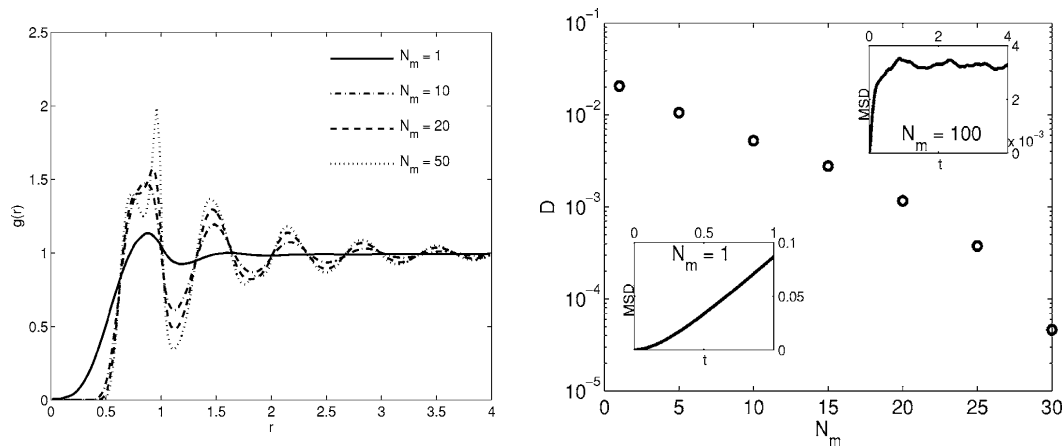 2.5
2
1.5
1
0.5
0
g(r)
0 0.5 1 1.5 2 2.5 3 3.5 4
r
N_m = 1
N_m = 10
N_m = 20
N_m = 50
10^-1
10^-2
10^-3
10^-4
10^-5
D
0 5 10 15 20 25 30
N_m
0 2 4
4
2
0
x 10^-3
MSD
N_m = 100
t
0 0.5 1
0.1
0.05
0
MSD
N_m = 1
t